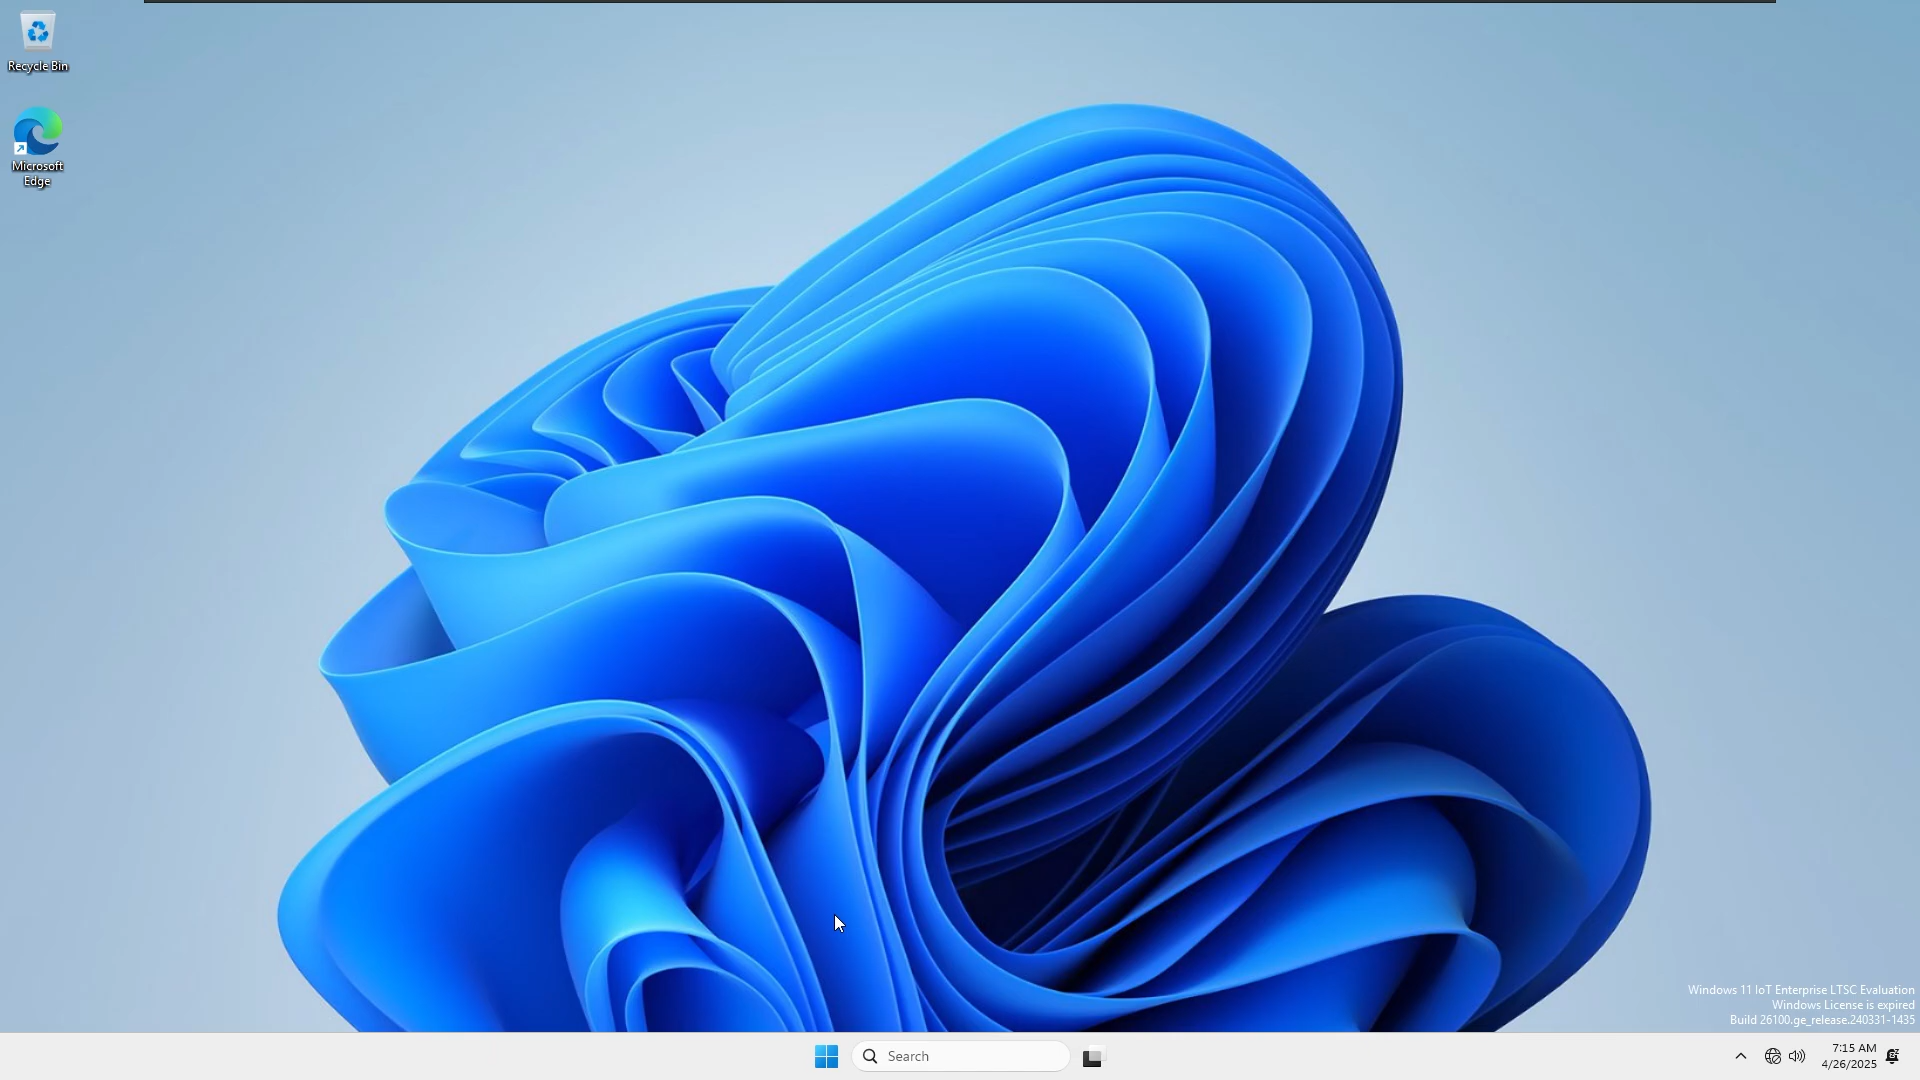 Recycle Bin
Microsoft
Edge
Windows 11 IoT Enterprise LTSC Evaluation
Windows License is expired
Build 26100.ge_release.240331-1435
Search
7:15 AM
4/26/2025